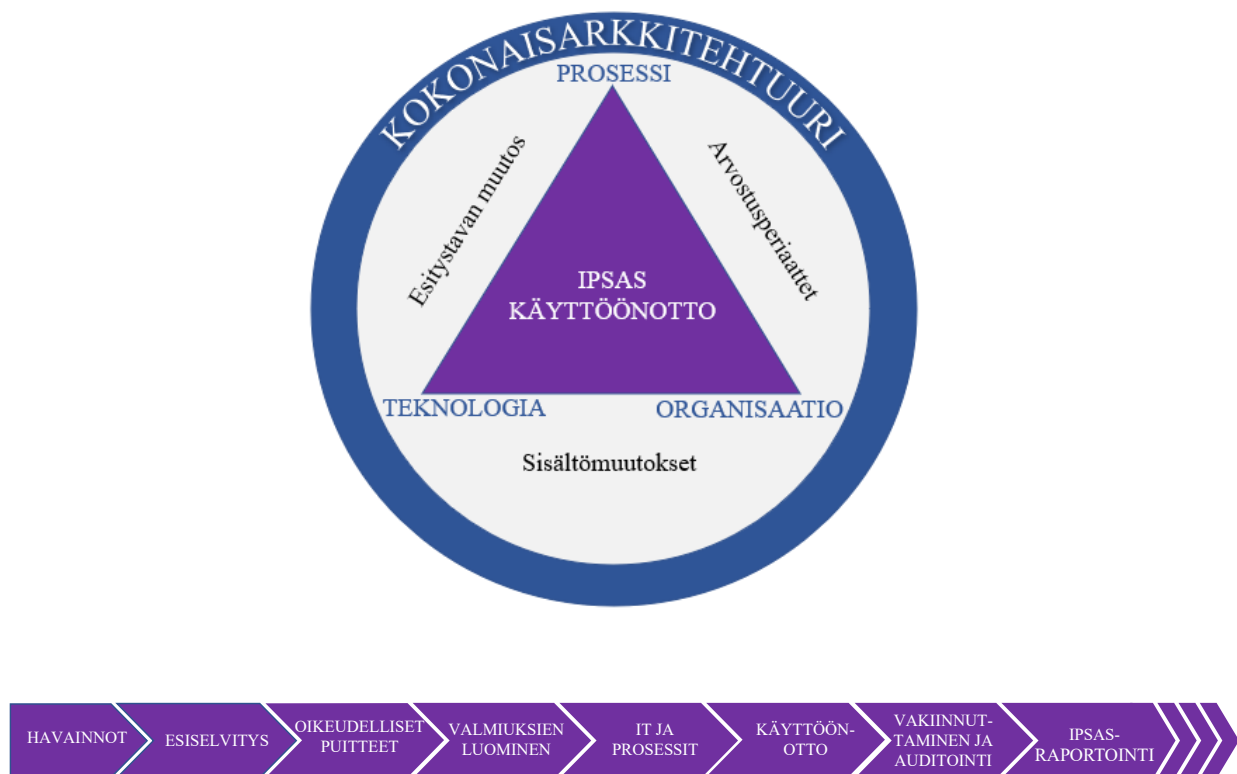 KOKONAISARKKITEHTUURI
PROSESSI
Esitystavan muutos
Arvostusperiaattet
IPSAS
KÄYTTÖÖNOTTO
TEKNOLOGIA
ORGANISAATIO
Sisältömuutokset
HAVAINNOT
ESISELVITYS
OIKEUDELLISET
PUITTEET
VALMIUKSIEN
LUOMINEN
IT JA
PROSESSIT
KÄYTTÖÖN-
OTTO
VAKIINNUT-
TAMINEN JA
AUDITOINTI
IPSAS-
RAPORTOINTI